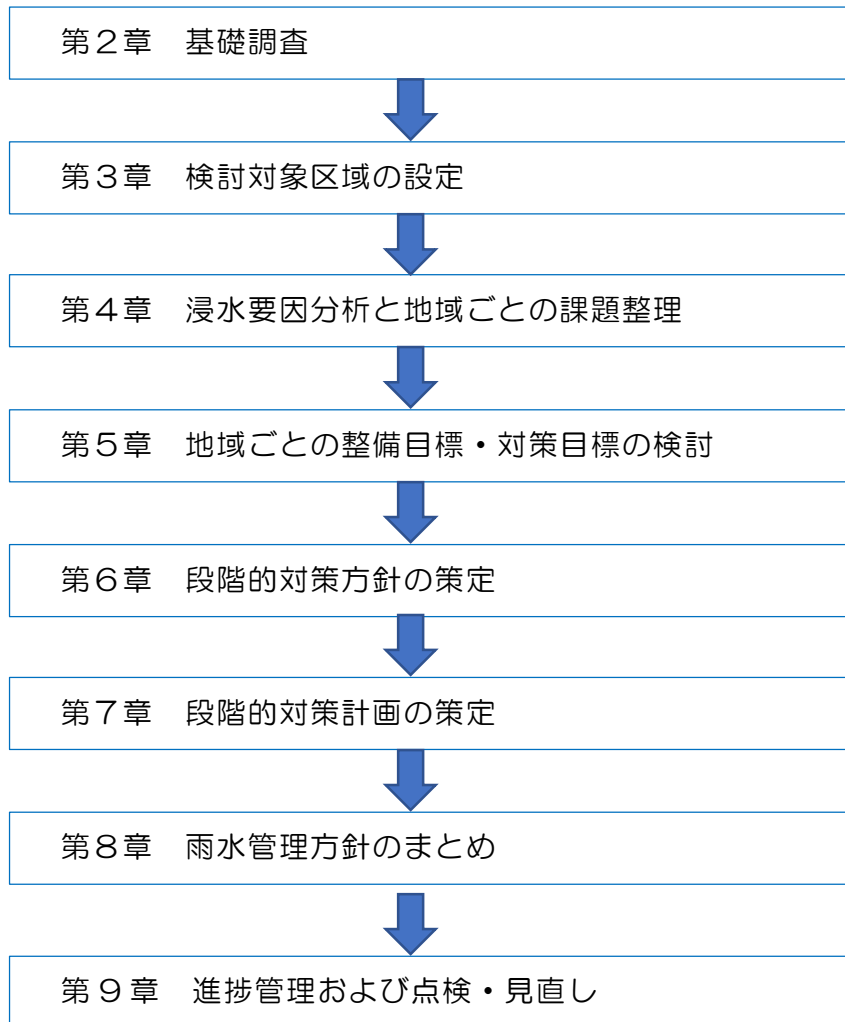 第２章　基礎調査
第３章　検討対象区域の設定
第４章　浸水要因分析と地域ごとの課題整理
第５章　地域ごとの整備目標・対策目標の検討
第６章　段階的対策方針の策定
第７章　段階的対策計画の策定
第８章　雨水管理方針のまとめ
第９章　進捗管理および点検・見直し